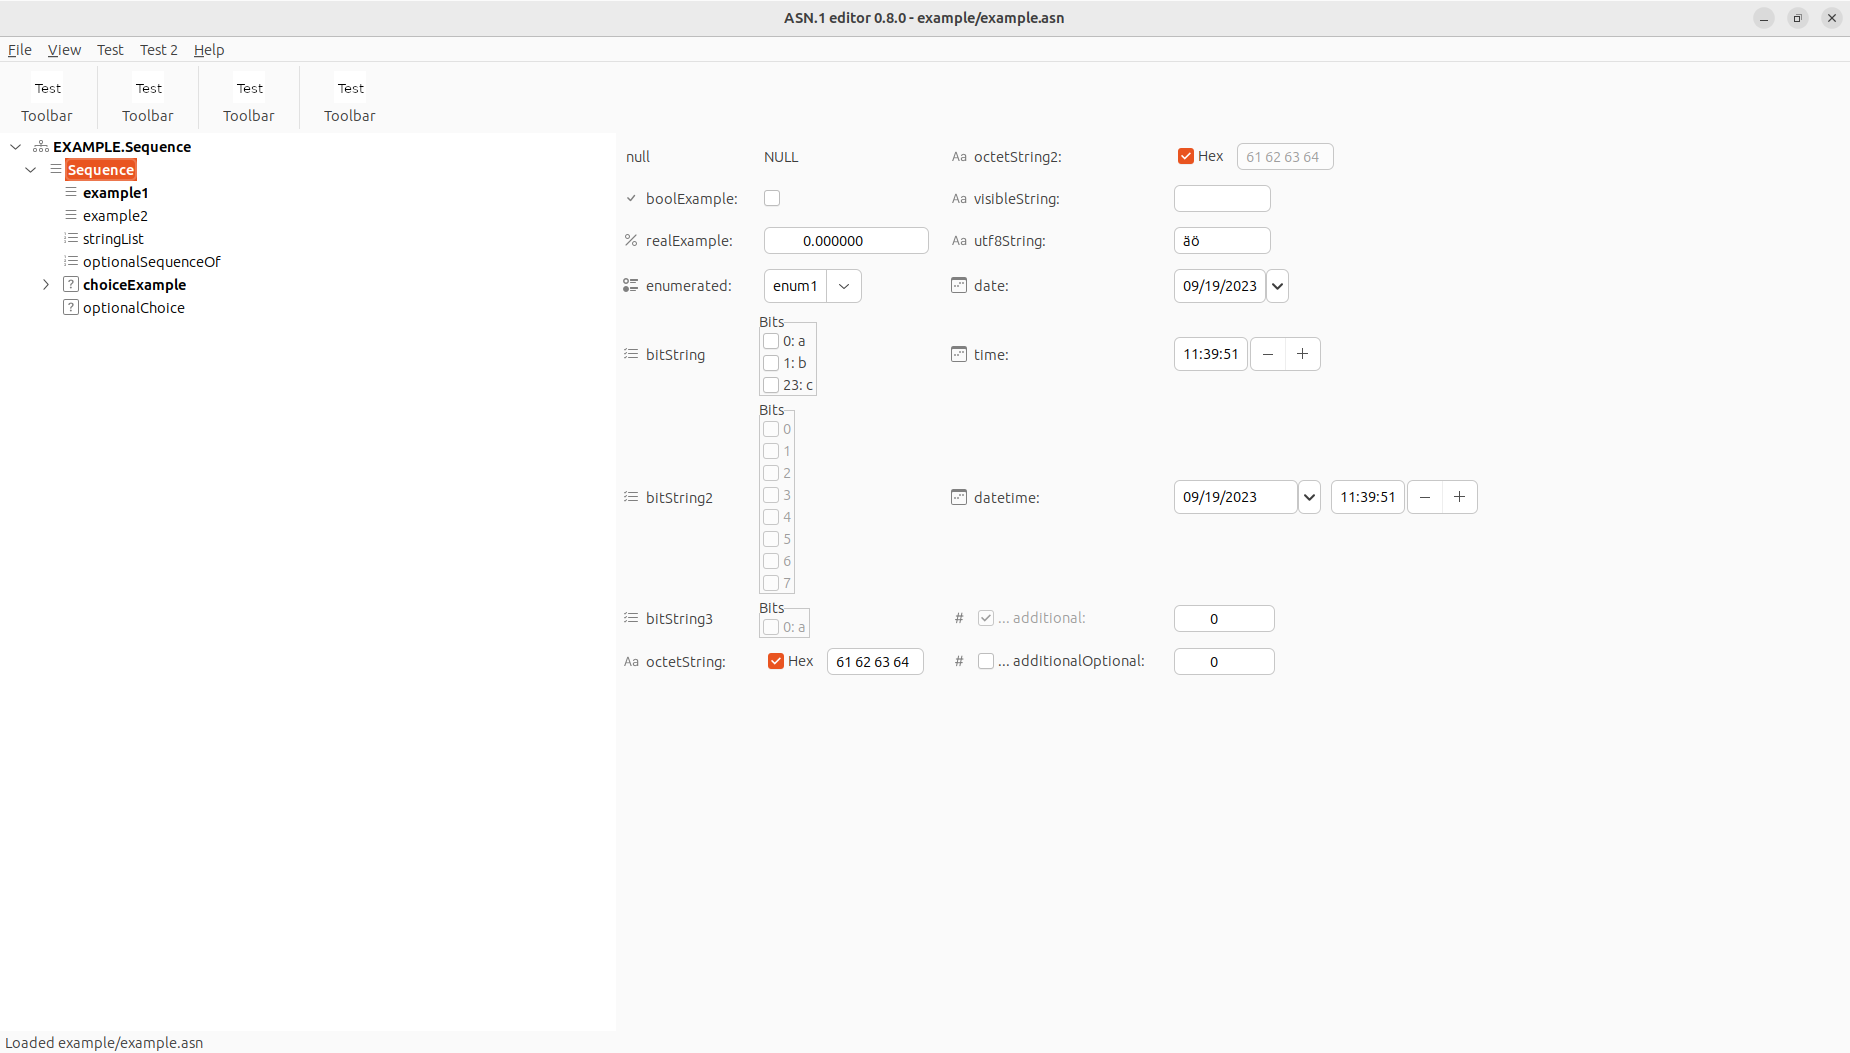 ASN.1 editor 0.8.0 - example/example.asn
File View Test Test 2 Help
Test Test Test Test
Toolbar Toolbar Toolbar Toolbar
EXAMPLE.Sequence
Sequence
example1
example2
stringList
optionalSequenceOf
? choiceExample
? optionalChoice
null NULL
boolExample:
% realExample: 0.000000
enumerated: enum1
bitString
Bits
0: a
1: b
23: c
bitString2
Bits
0
1
2
3
4
5
6
7
bitString3
Bits
0: a
Aa octetString: Hex 61 62 63 64
Aa octetString2: Hex 61 62 63 64
Aa visibleString:
Aa utf8String: äö
date: 09/19/2023
time: 11:39:51 − +
datetime: 09/19/2023 11:39:51 − +
# ... additional: 0
# ... additionalOptional: 0
Loaded example/example.asn